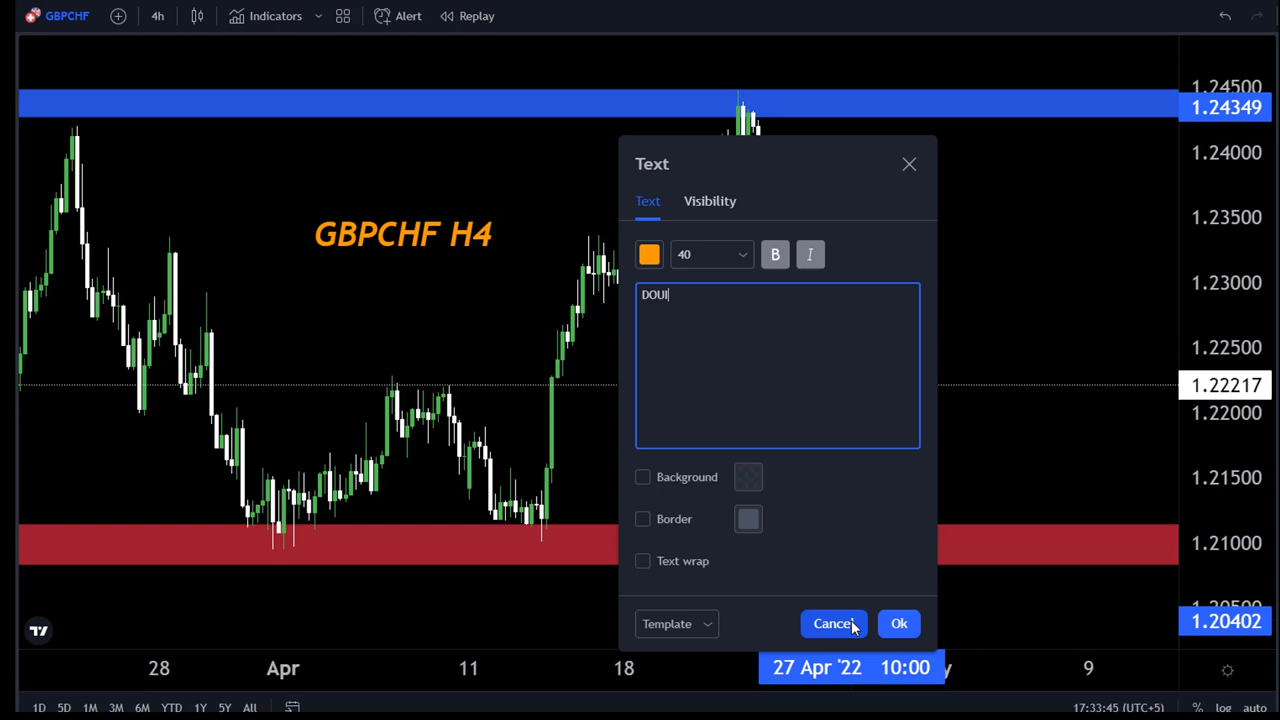 GBPCHF
4h
Indicators
Alert
Replay
1.24500
1.24349
1.24000
1.23500
1.23000
1.22500
1.22217
1.22000
1.21500
1.21000
1.20402
GBPCHF H4
Text
Text
Visibility
40
B
I
DOUI
Background
Border
Text wrap
Template
Cancel
Ok
28
Apr
11
18
27 Apr '22 10:00
y
9
1D
5D
1M
3M
6M
YTD
1Y
5Y
All
17:33:45 (UTC+5)
%
log
auto